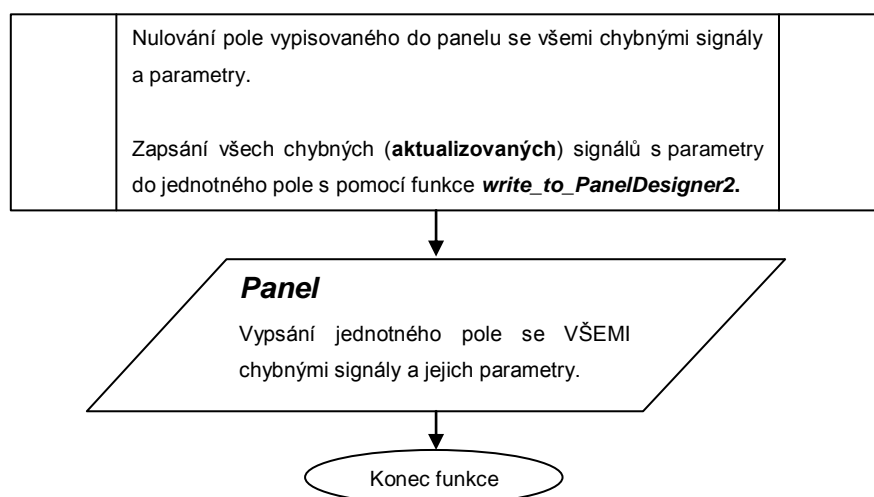 Nulování pole vypisovaného do panelu se všemi chybnými signály
a parametry.
Zapsání všech chybných (aktualizovaných) signálů s parametry
do jednotného pole s pomocí funkce write_to_PanelDesigner2.
Panel
Vypsání jednotného pole se VŠEMI
chybnými signály a jejich parametry.
Konec funkce